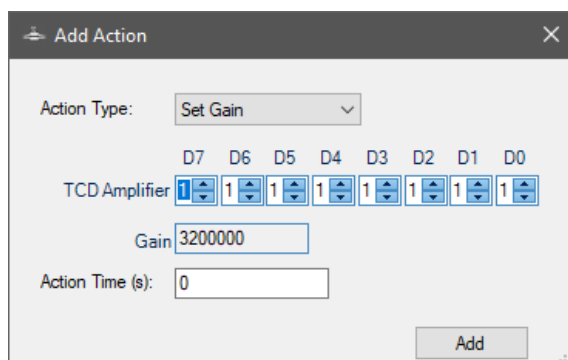 Add Action
Action Type: Set Gain
D7 D6 D5 D4 D3 D2 D1 D0
TCD Amplifier 1 1 1 1 1 1 1 1
Gain 3200000
Action Time (s): 0
Add